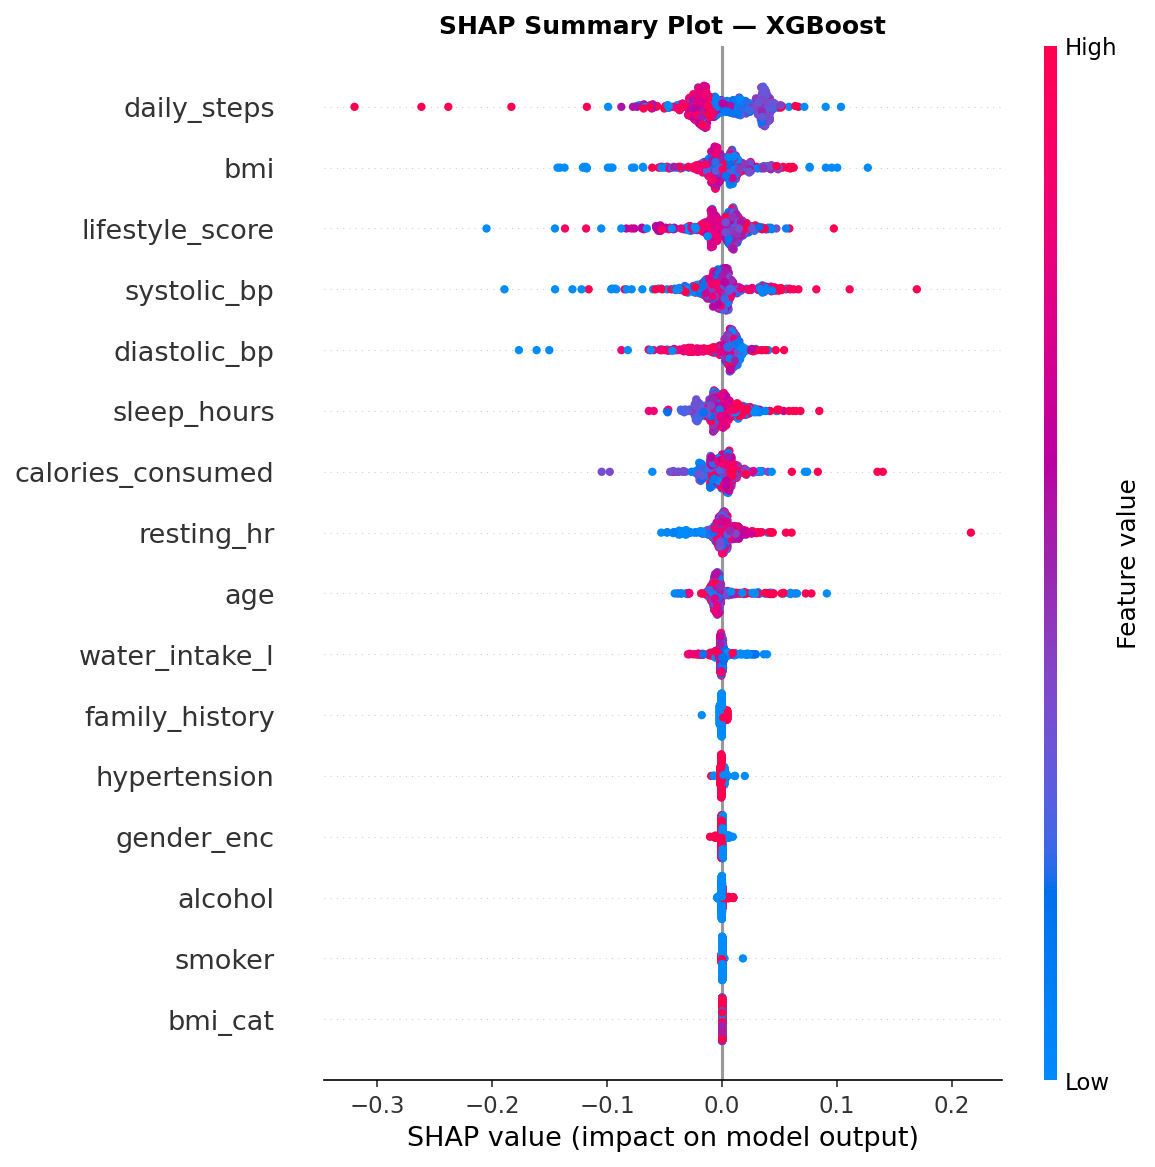 SHAP Summary Plot — XGBoost
High
daily_steps
bmi
lifestyle_score
systolic_bp
diastolic_bp
sleep_hours
calories_consumed
resting_hr
age
water_intake_l
family_history
hypertension
gender_enc
alcohol
smoker
bmi_cat
Feature value
Low
−0.3 −0.2 −0.1 0.0 0.1 0.2
SHAP value (impact on model output)